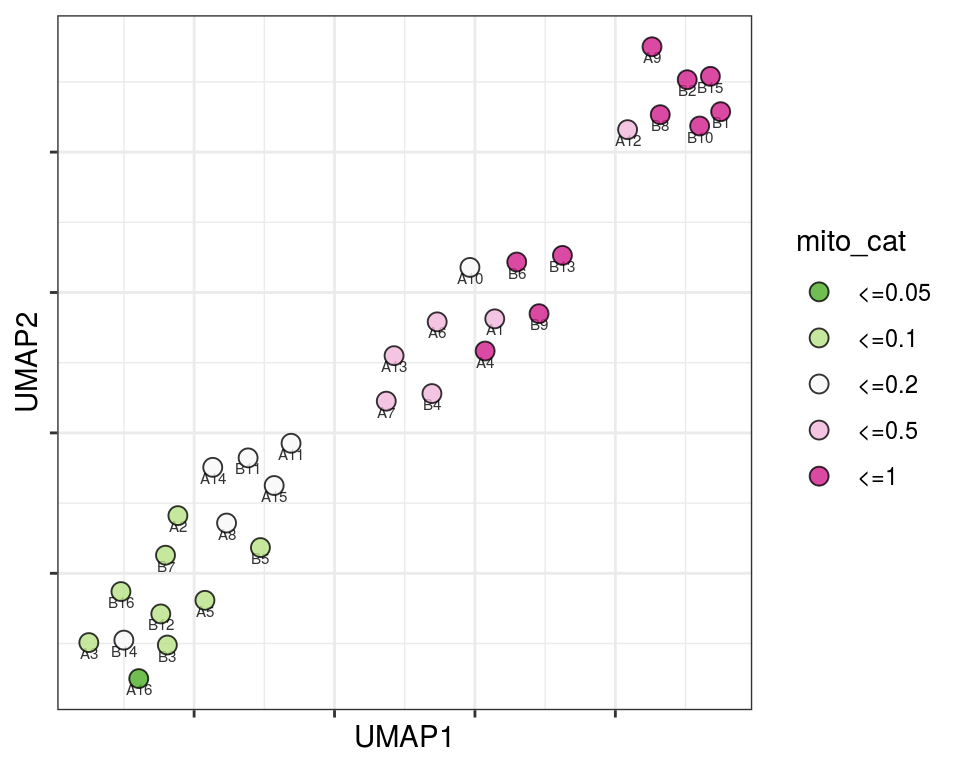 A9
B2
B15
B8
B1
A12
B10
A10
B6
B13
A6
A1
B9
A13
A4
A7
B4
A14
B11
A11
A15
A2
A8
B7
B5
B16
B12
A5
A3
B14
B3
A16
UMAP2
UMAP1
mito_cat
<=0.05
<=0.1
<=0.2
<=0.5
<=1